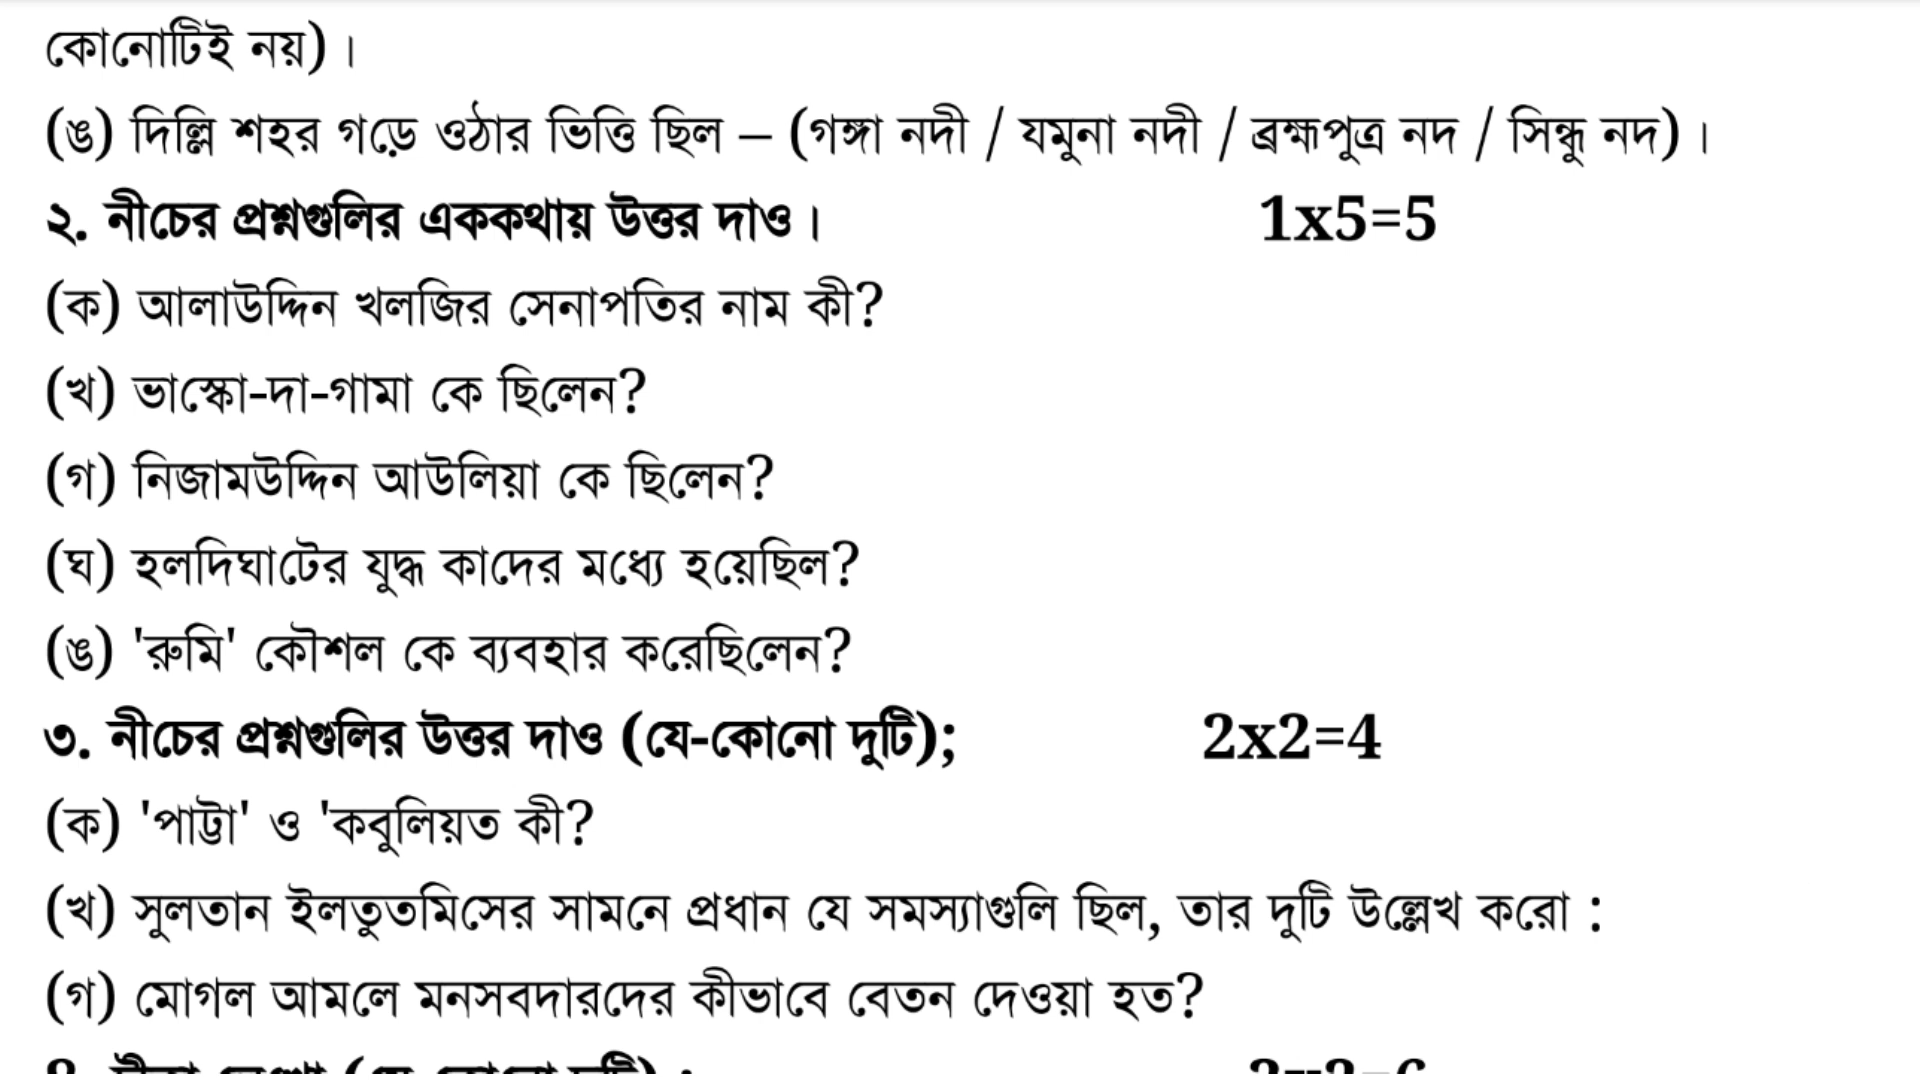 কোনোটিই নয়)।
(ঙ) দিল্লি শহর গড়ে ওঠার ভিত্তি ছিল – (গঙ্গা নদী / যমুনা নদী / ব্রহ্মপুত্র নদ / সিন্ধু নদ)।
২. নীচের প্রশ্নগুলির এককথায় উত্তর দাও। 1x5=5
(ক) আলাউদ্দিন খলজির সেনাপতির নাম কী?
(খ) ভাস্কো-দা-গামা কে ছিলেন?
(গ) নিজামউদ্দিন আউলিয়া কে ছিলেন?
(ঘ) হলদিঘাটের যুদ্ধ কাদের মধ্যে হয়েছিল?
(ঙ) 'রুমি' কৌশল কে ব্যবহার করেছিলেন?
৩. নীচের প্রশ্নগুলির উত্তর দাও (যে-কোনো দুটি); 2x2=4
(ক) 'পাট্টা' ও 'কবুলিয়ত কী?
(খ) সুলতান ইলতুতমিসের সামনে প্রধান যে সমস্যাগুলি ছিল, তার দুটি উল্লেখ করো :
(গ) মোগল আমলে মনসবদারদের কীভাবে বেতন দেওয়া হত?